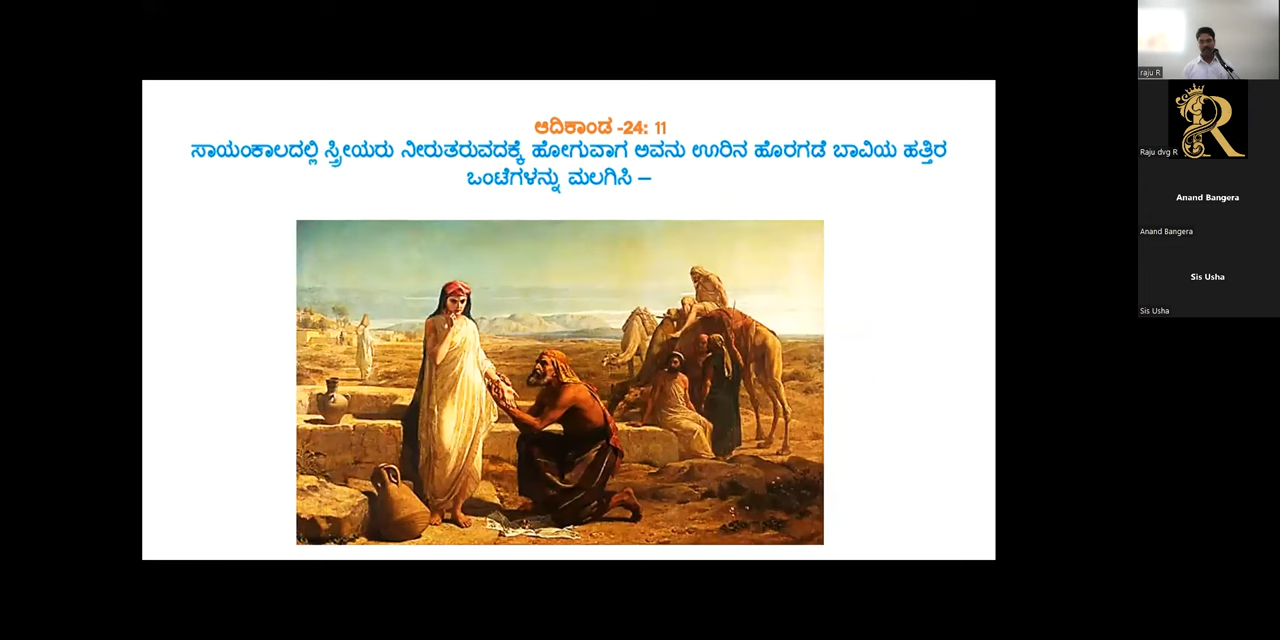 ಆದಿಕಾಂಡ -24: 11
ಸಾಯಂಕಾಲದಲ್ಲಿ ಸ್ತ್ರೀಯರು ನೀರುತರುವದಕ್ಕೆ ಹೋಗುವಾಗ ಅವನು ಊರಿನ ಹೊರಗಡೆ ಬಾವಿಯ ಹತ್ತಿರ
ಒಂಟೆಗಳನ್ನು ಮಲಗಿಸಿ –
raju R
R
Raju dvg R
Anand Bangera
Anand Bangera
Sis Usha
Sis Usha